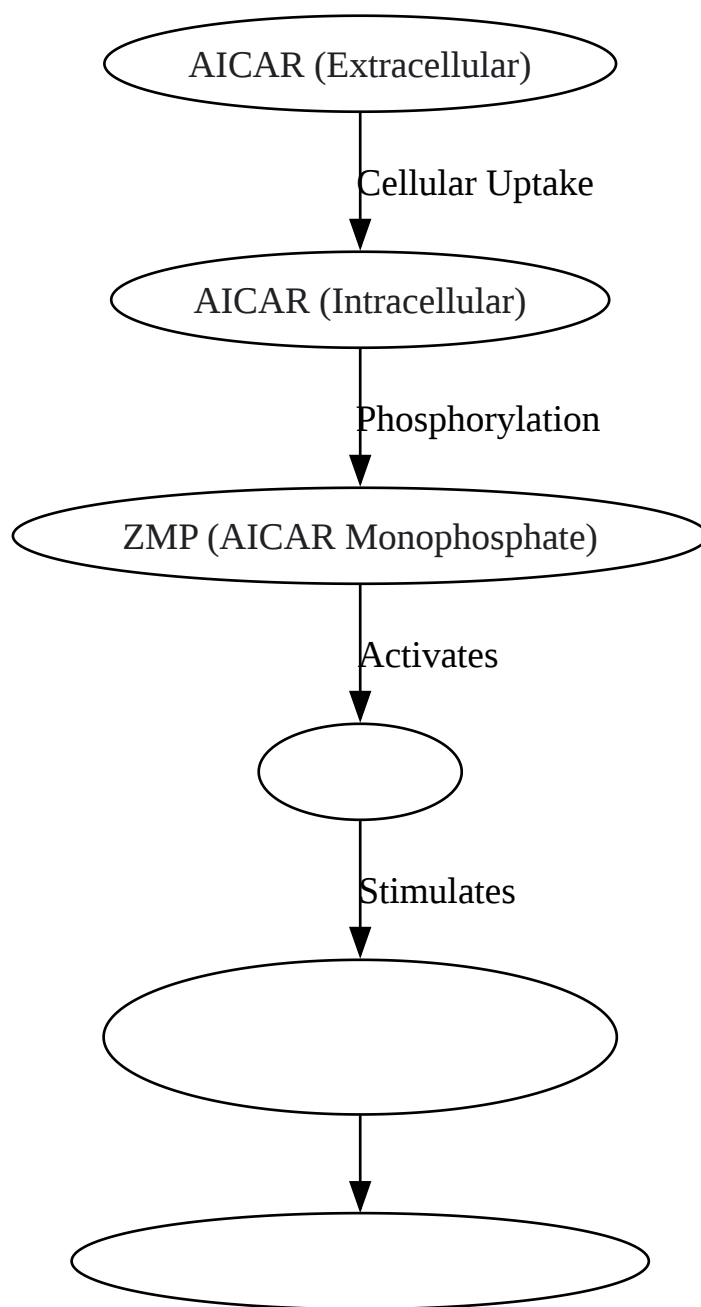 AICAR (Extracellular)
Cellular Uptake
AICAR (Intracellular)
Phosphorylation
ZMP (AICAR Monophosphate)
Activates
Stimulates